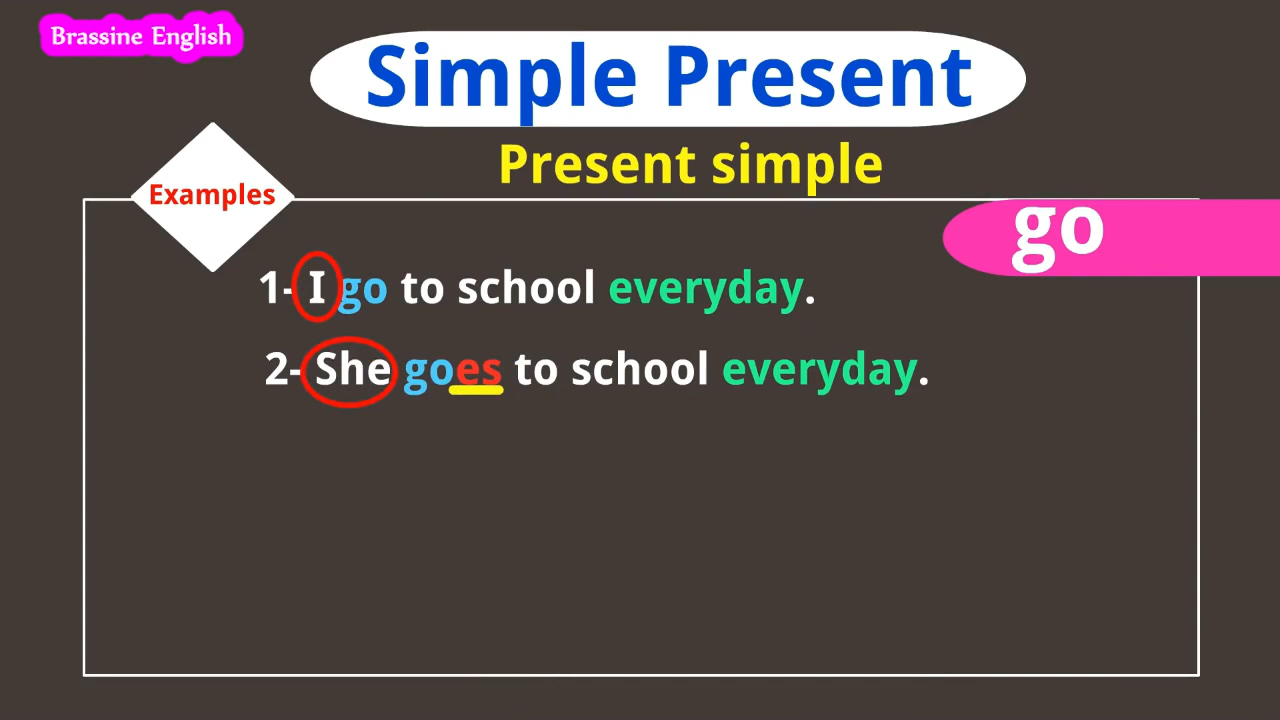 Brassine English
Simple Present
Present simple
Examples
go
1- I go to school everyday.
2- She goes to school everyday.